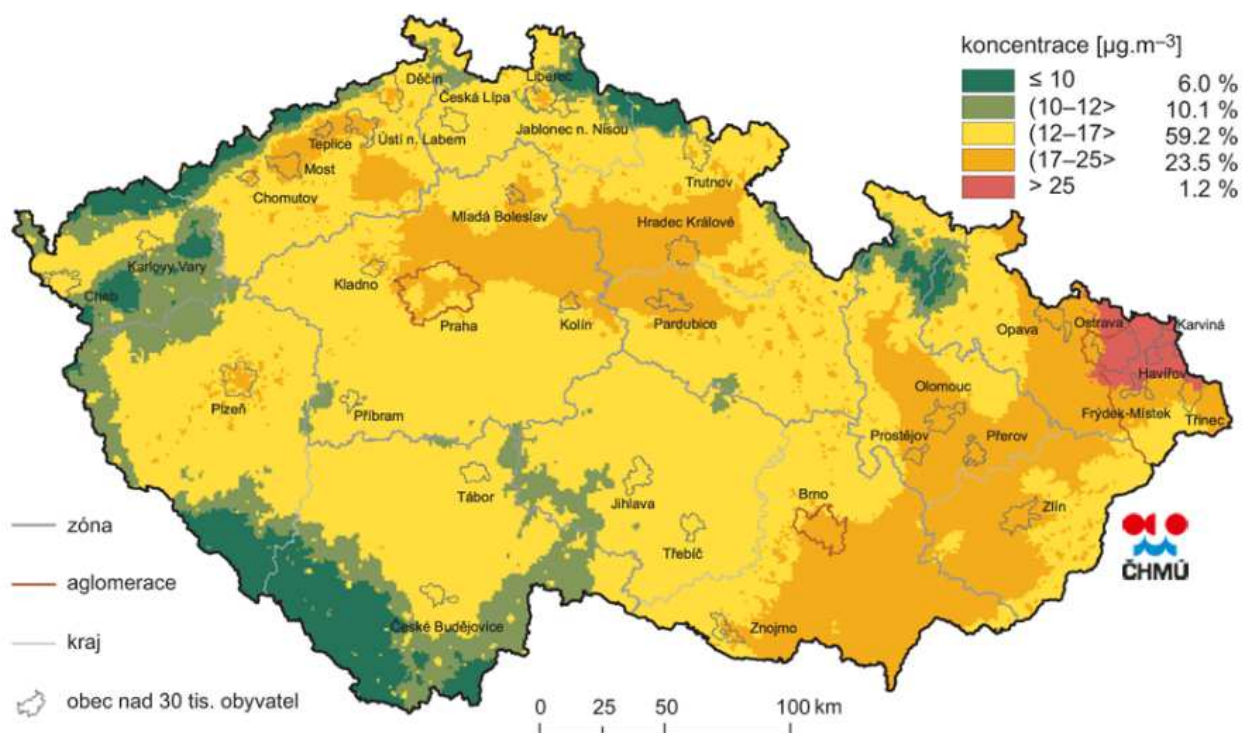 koncentrace [µg.m–3]
≤ 10 6.0 %
(10–12> 10.1 %
(12–17> 59.2 %
(17–25> 23.5 %
> 25 1.2 %
Děčín
Liberec
Česká Lípa
Jablonec n. Nisou
Ústí n. Labem
Teplice
Most
Chomutov
Trutnov
Mladá Boleslav
Hradec Králové
Karlovy Vary
Cheb
Kladno
Praha
Kolín
Pardubice
Opava
Ostrava
Karviná
Havířov
Frýdek-Místek
Třinec
Olomouc
Plzeň
Příbram
Prostějov
Přerov
Tábor
Jihlava
Brno
Zlín
Třebíč
ČHMÚ
České Budějovice
Znojmo
zóna
aglomerace
kraj
obec nad 30 tis. obyvatel
0 25 50 100 km